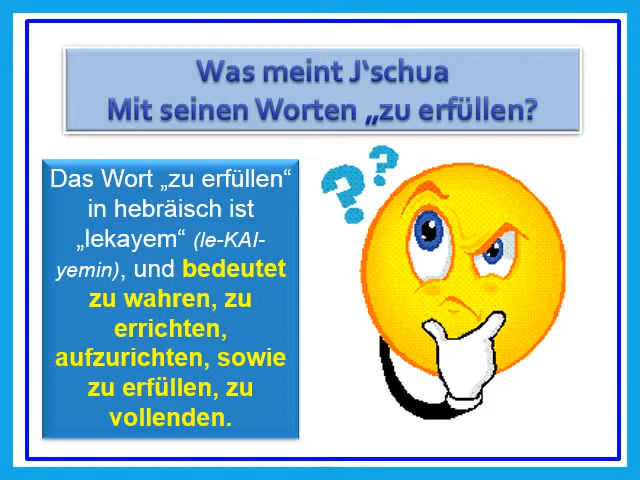 Was meint J‘schua
Mit seinen Worten „zu erfüllen?
Das Wort „zu erfüllen“
in hebräisch ist
„lekayem“ (le-KAI-
yemin), und bedeutet
zu wahren, zu
errichten,
aufzurichten, sowie
zu erfüllen, zu
vollenden.
? ?